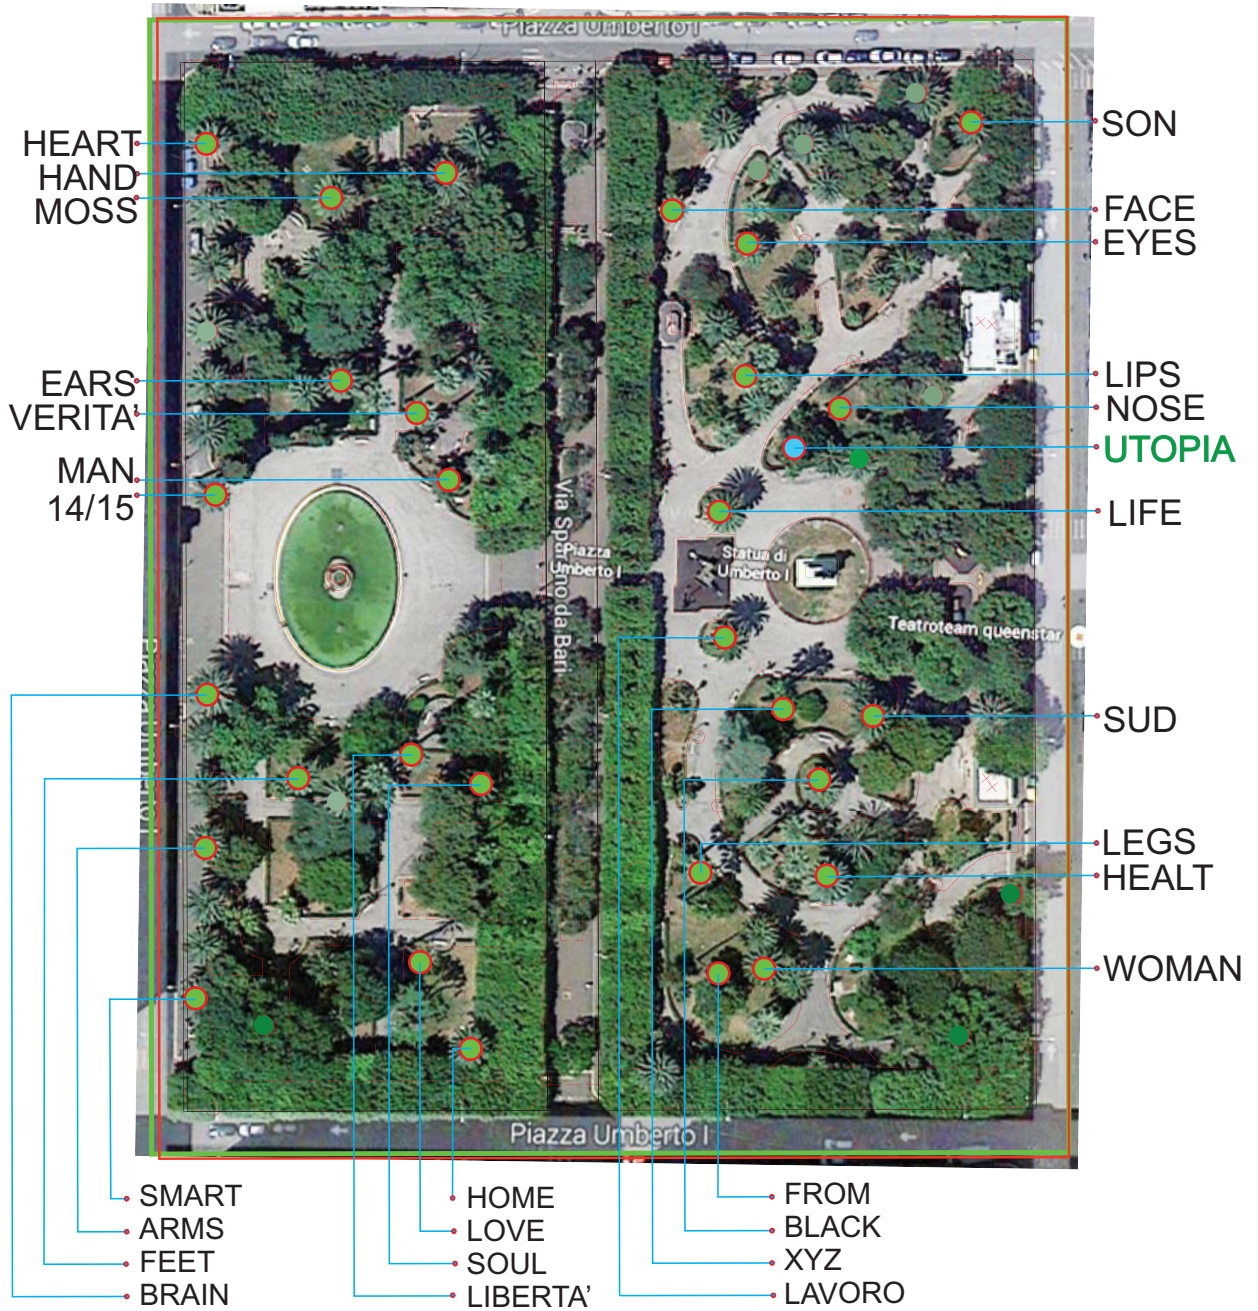 Piazza Umberto I
HEART
HAND
MOSS
SON
FACE
EYES
EARS
VERITA'
LIPS
NOSE
UTOPIA
MAN
14/15
LIFE
Via Sparano da Bari
Piazza
Umberto I
Statua di
Umberto I
Teatroteam queenstar
Piazza Umberto I
SUD
LEGS
HEALT
WOMAN
Piazza Umberto I
SMART
ARMS
FEET
BRAIN
HOME
LOVE
SOUL
LIBERTA'
FROM
BLACK
XYZ
LAVORO